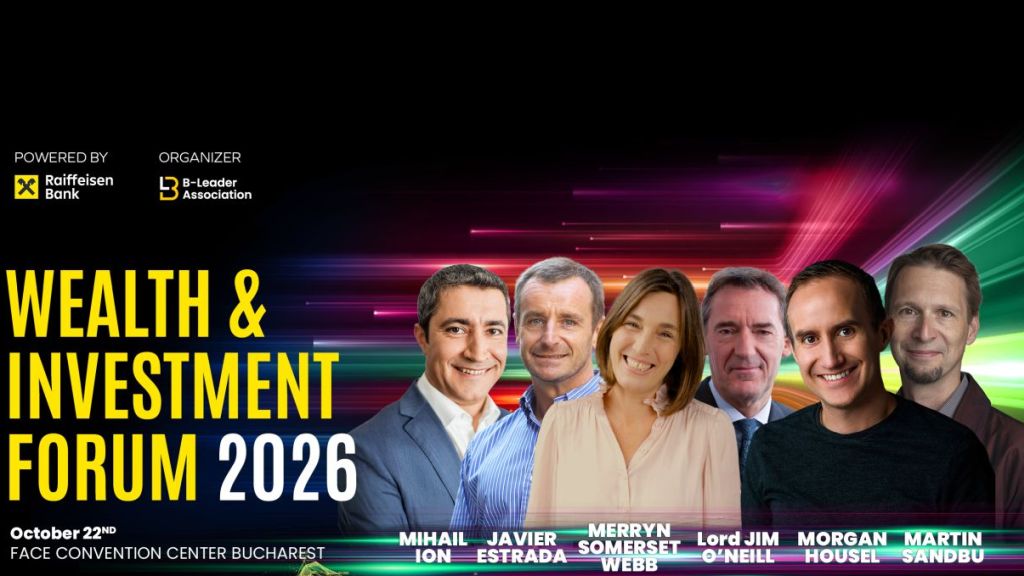 POWERED BY
Raiffeisen
Bank
ORGANIZER
B-Leader
Association
WEALTH &
INVESTMENT
FORUM 2026
October 22ND
FACE CONVENTION CENTER BUCHAREST
MIHAIL
ION
JAVIER
ESTRADA
MERRYN
SOMERSET
WEBB
Lord JIM
O'NEILL
MORGAN
HOUSEL
MARTIN
SANDBU